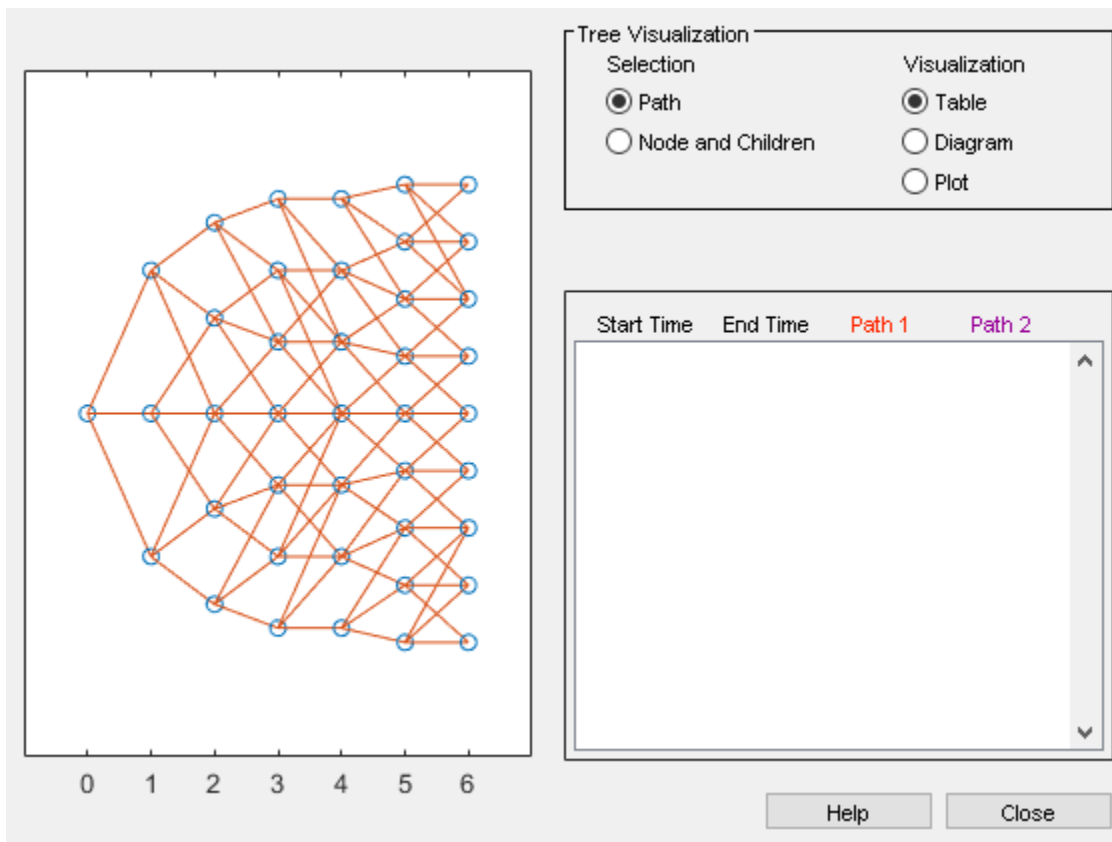 Tree Visualization
Selection Visualization
Path Table
Node and Children Diagram
Plot
Start Time End Time Path 1 Path 2
0 1 2 3 4 5 6
Help Close